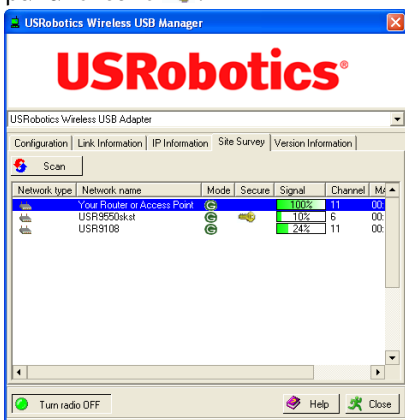 USRobotics Wireless USB Manager
USRobotics®
USRobotics Wireless USB Adapter
Configuration Link Information IP Information Site Survey Version Information
Scan
Network type Network name Mode Secure Signal Channel
Your Router or Access Point G 100% 11 00:
USR9550skst G 10% 6 00:
USR9108 G 24% 11 00:
Turn radio OFF Help Close